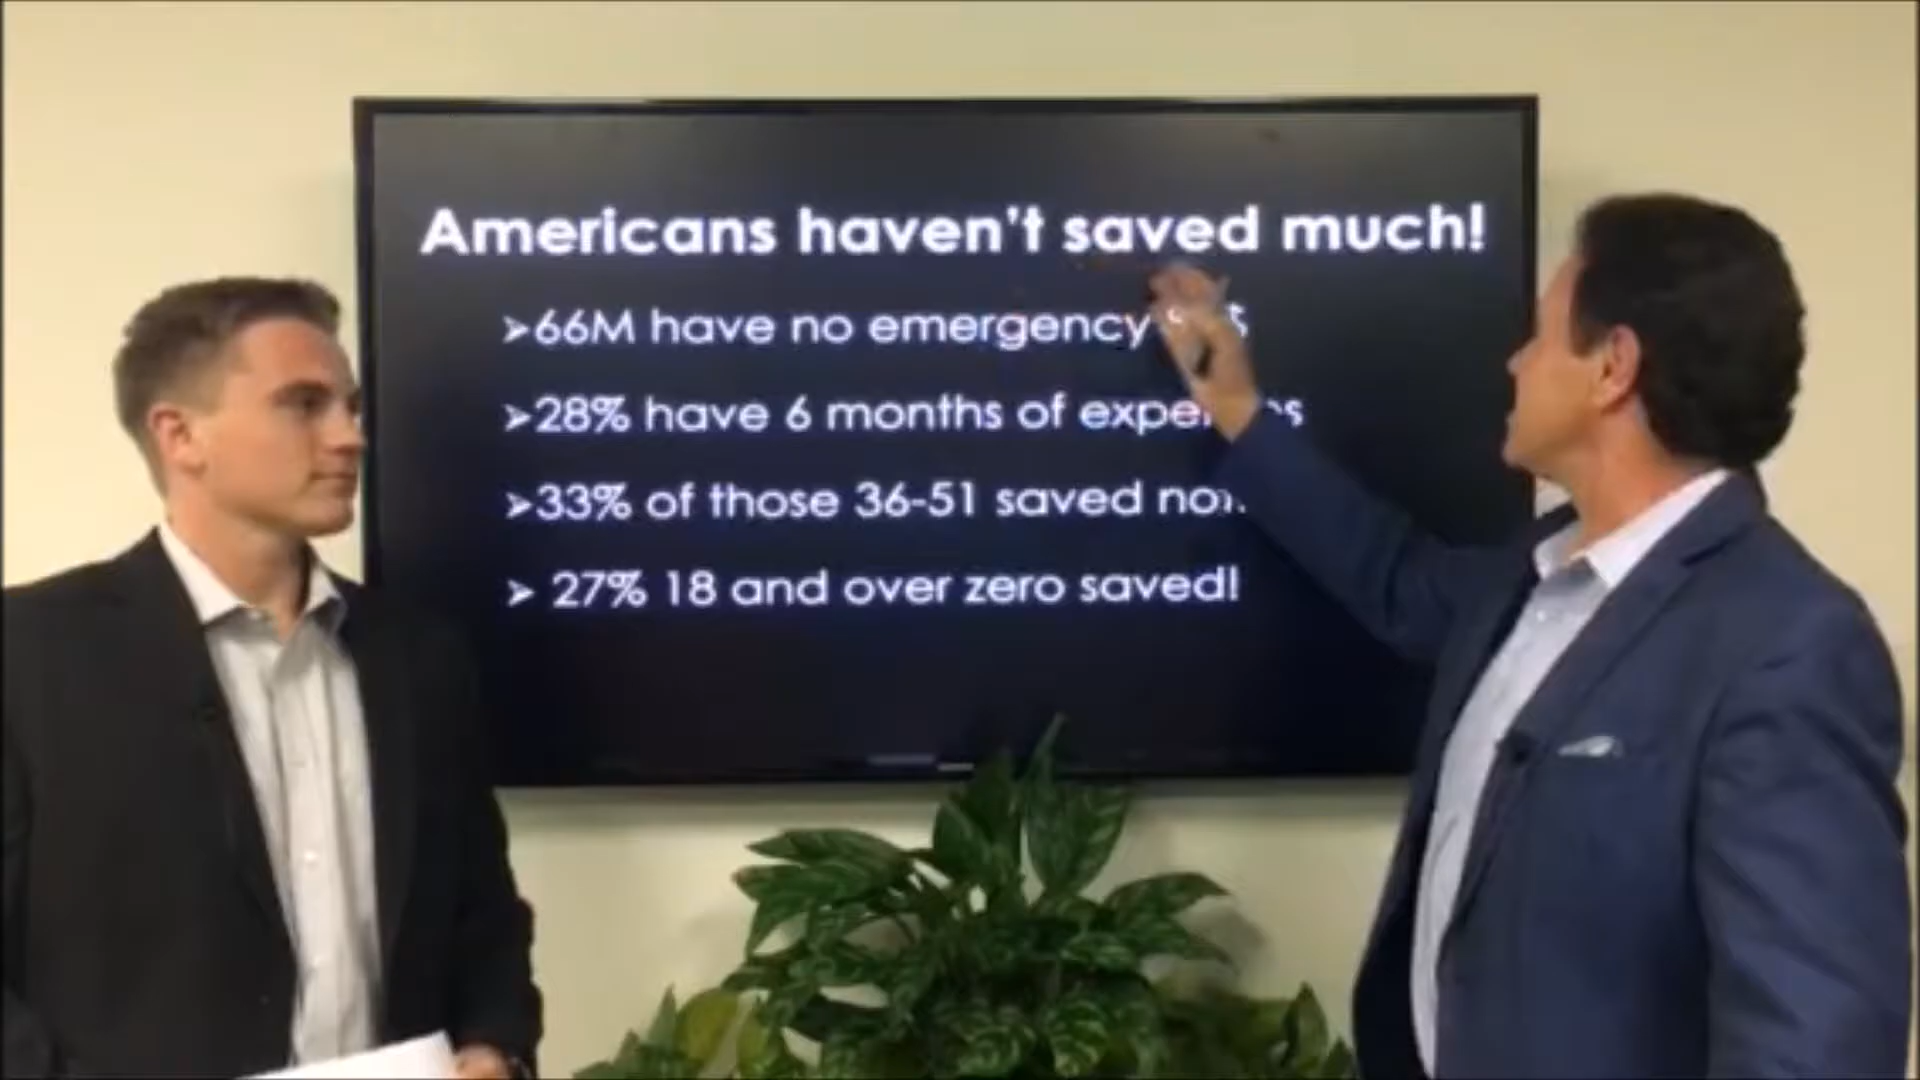 Americans haven't saved much!
➢66M have no emergency
➢28% have 6 months of
➢33% of those 36-51 saved
➢ 27% 18 and over zero saved!